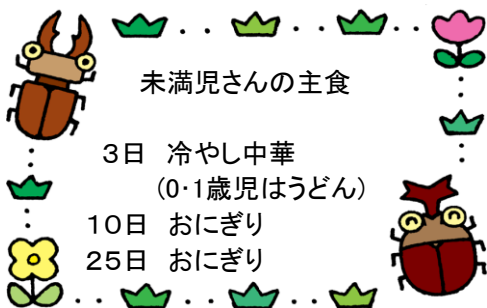 未満児さんの主食
３日　冷やし中華
(0･1歳児はうどん)
１０日　おにぎり
２５日　おにぎり